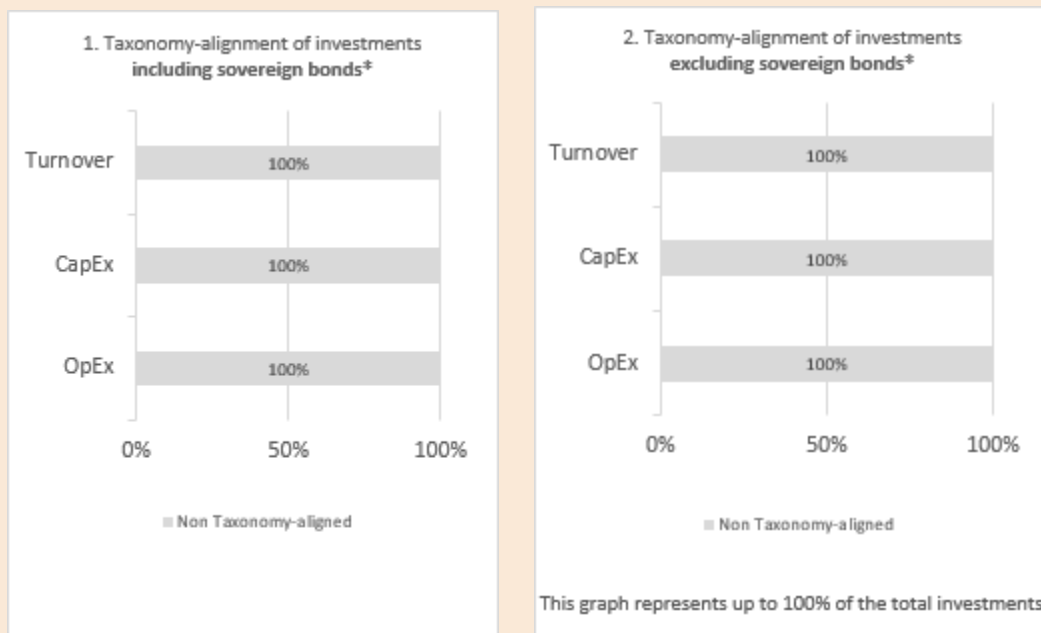 1. Taxonomy-alignment of investments
including sovereign bonds*
Turnover
100%
CapEx
100%
OpEx
100%
0%
50%
100%
Non Taxonomy-aligned
2. Taxonomy-alignment of investments
excluding sovereign bonds*
Turnover
100%
CapEx
100%
OpEx
100%
0%
50%
100%
Non Taxonomy-aligned
This graph represents up to 100% of the total investments